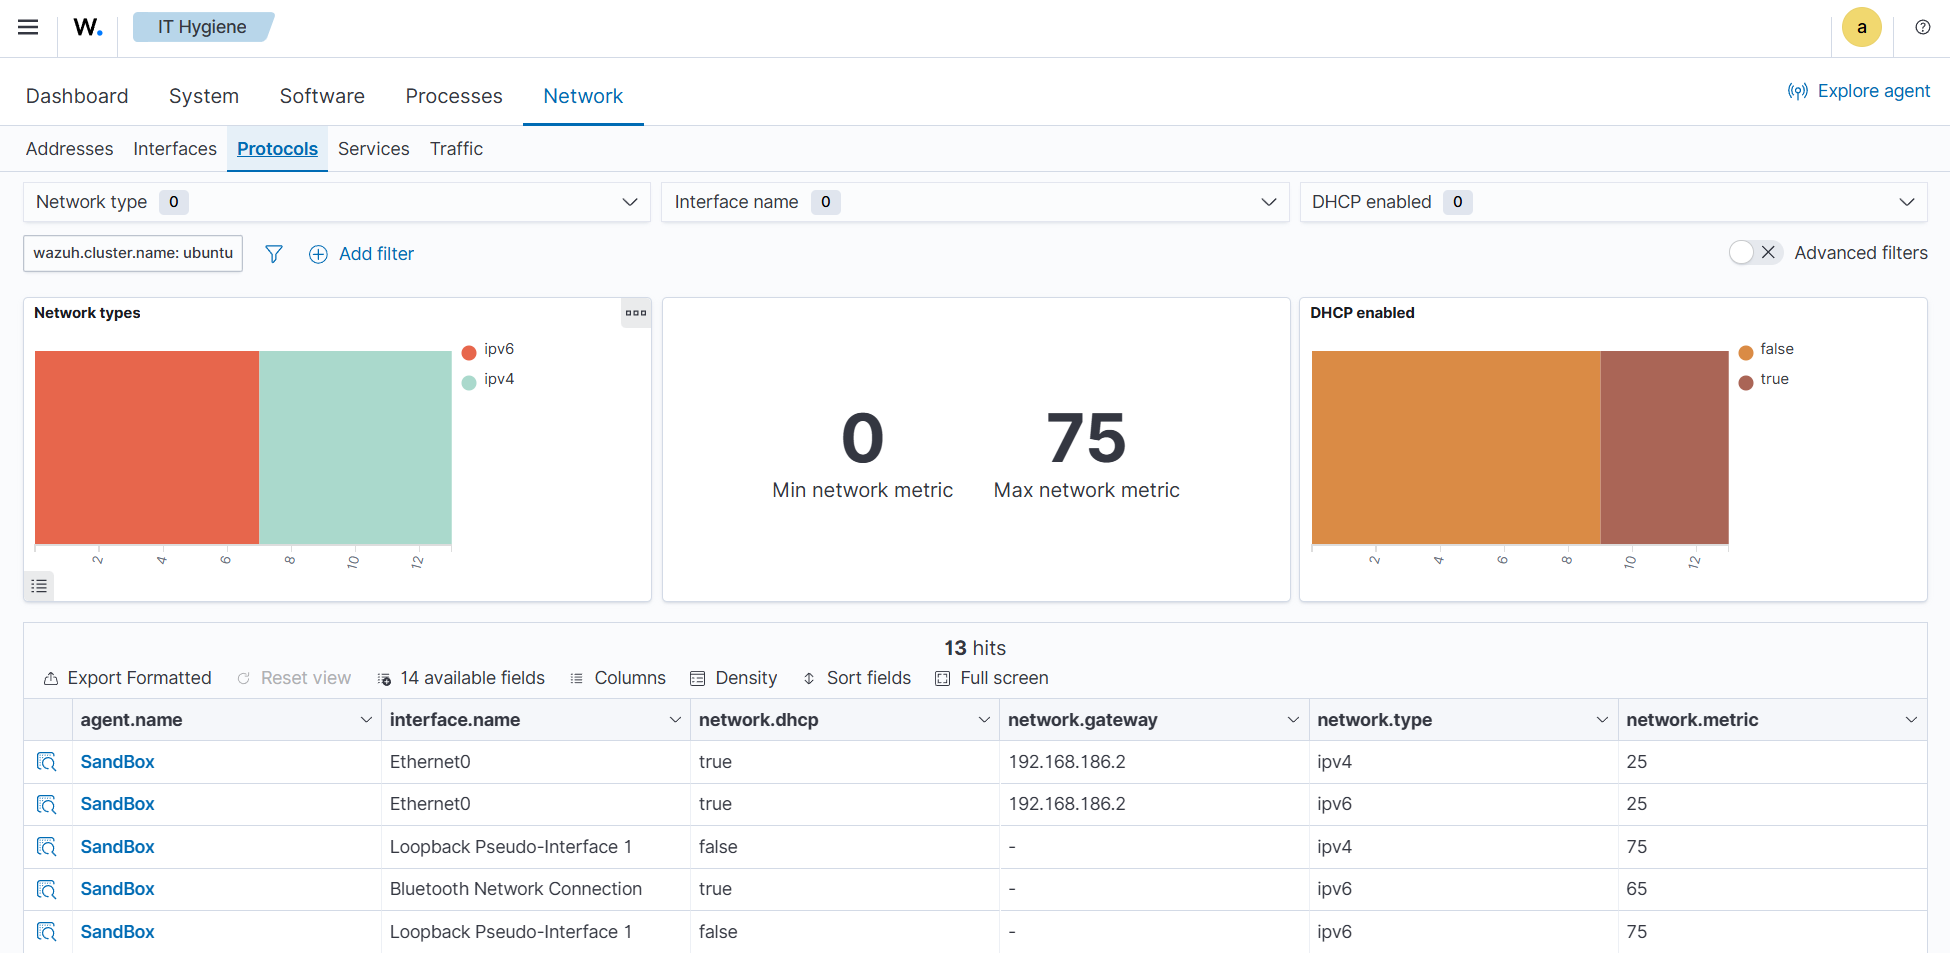 W. IT Hygiene a
Dashboard System Software Processes Network Explore agent
Addresses Interfaces Protocols Services Traffic
Network type 0 Interface name 0 DHCP enabled 0
wazuh.cluster.name: ubuntu Add filter Advanced filters
Network types
ipv6
ipv4
2 4 6 8 10 12
0 75
Min network metric Max network metric
DHCP enabled
false
true
2 4 6 8 10 12
13 hits
Export Formatted Reset view 14 available fields Columns Density Sort fields Full screen
agent.name interface.name network.dhcp network.gateway network.type network.metric
SandBox Ethernet0 true 192.168.186.2 ipv4 25
SandBox Ethernet0 true 192.168.186.2 ipv6 25
SandBox Loopback Pseudo-Interface 1 false - ipv4 75
SandBox Bluetooth Network Connection true - ipv6 65
SandBox Loopback Pseudo-Interface 1 false - ipv6 75